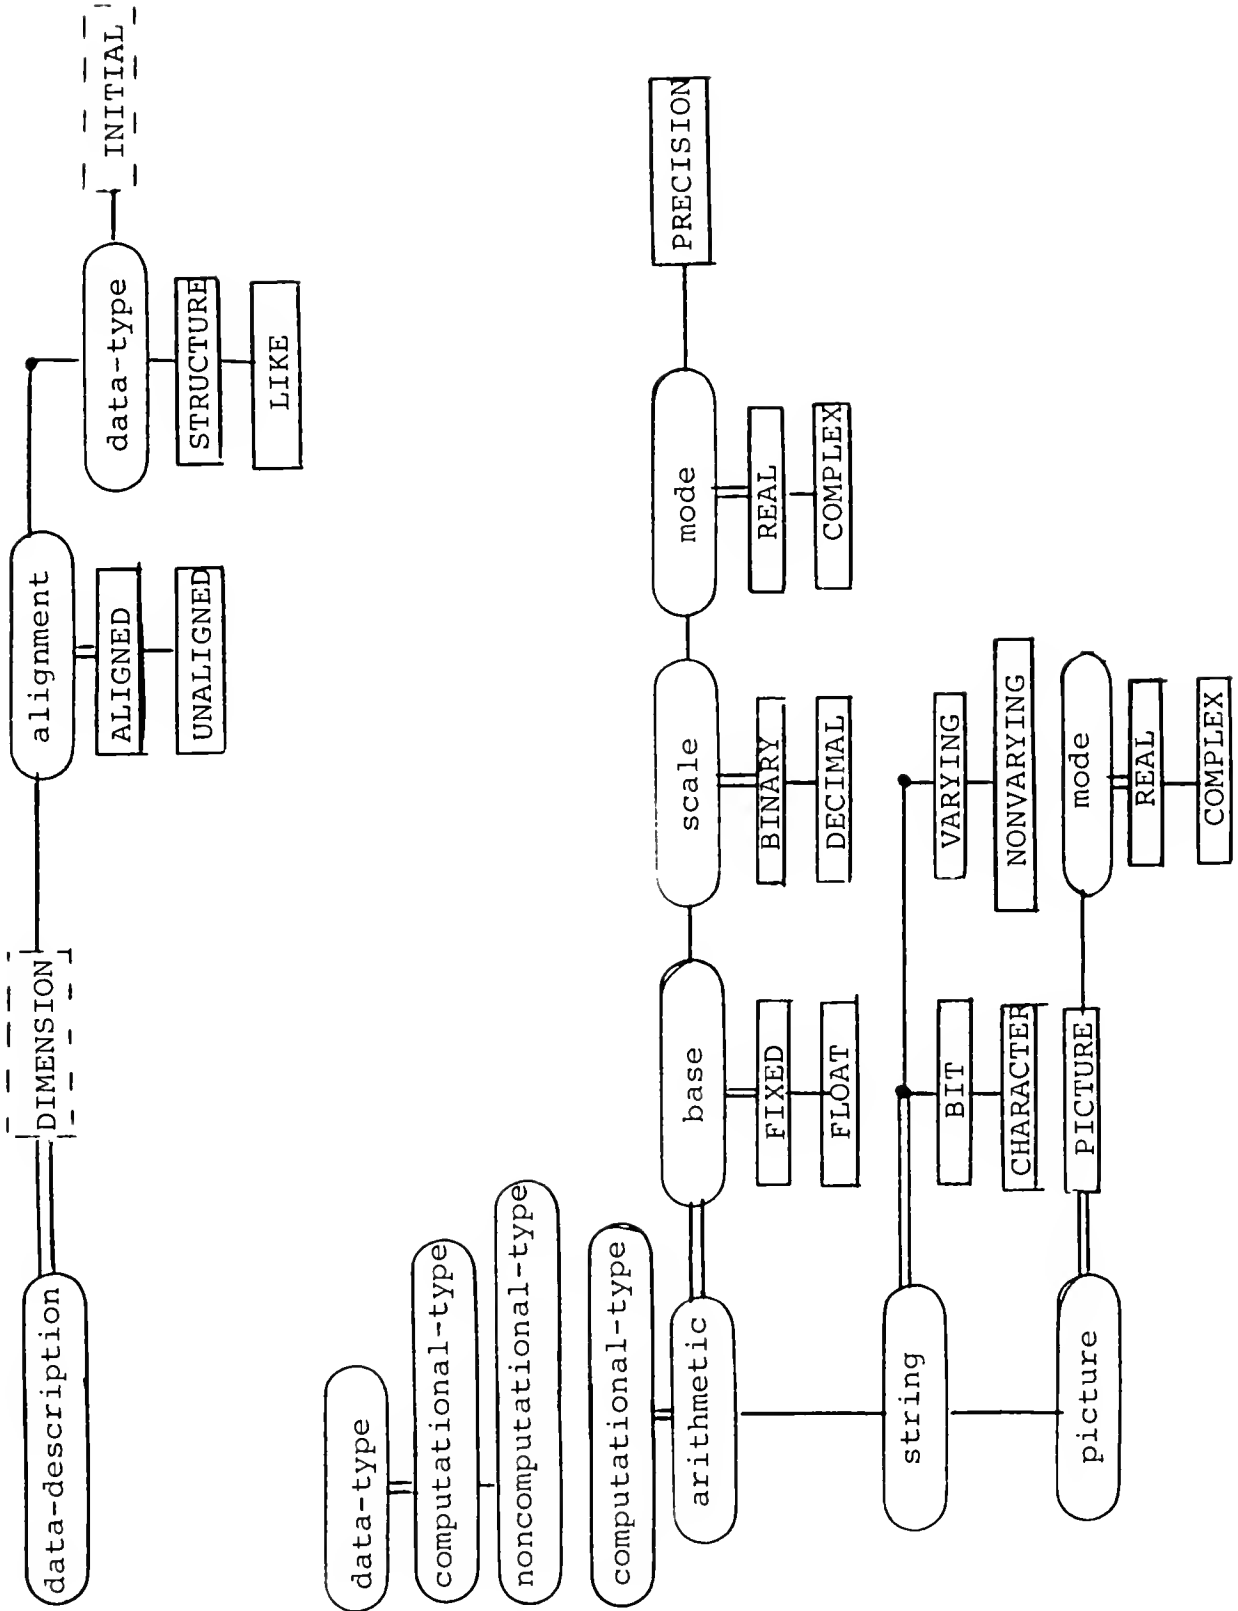 data-description
DIMENSION
alignment
data-type
INITIAL
ALIGNED
STRUCTURE
UNALIGNED
LIKE
data-type
computational-type
noncomputational-type
computational-type
arithmetic
base
scale
mode
PRECISION
FIXED
BINARY
REAL
FLOAT
DECIMAL
COMPLEX
string
BIT
VARYING
CHARACTER
NONVARYING
picture
PICTURE
mode
REAL
COMPLEX